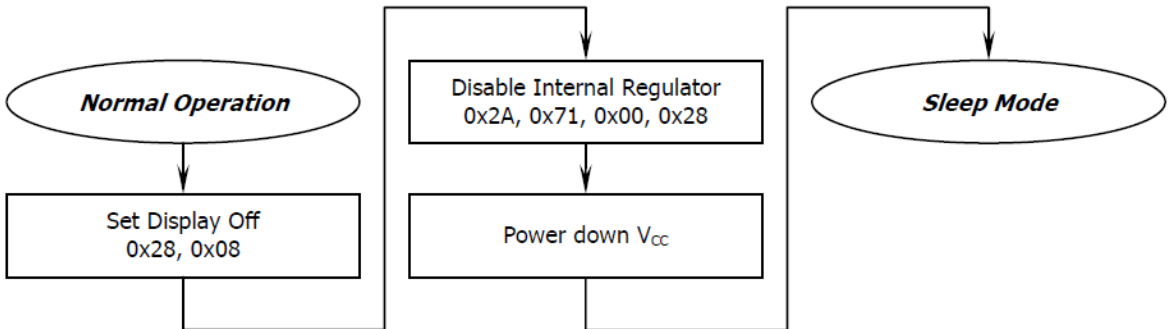 Normal Operation
Set Display Off
0x28, 0x08
Disable Internal Regulator
0x2A, 0x71, 0x00, 0x28
Power down VCC
Sleep Mode